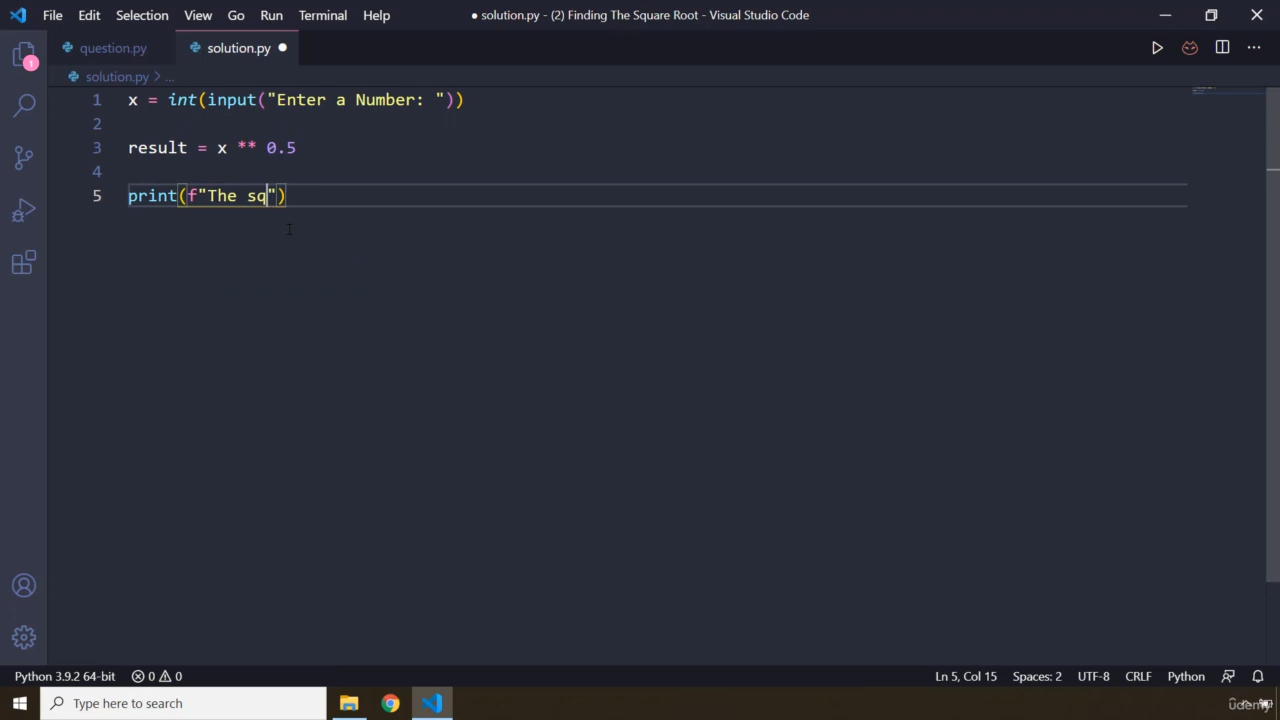 File Edit Selection View Go Run Terminal Help ● solution.py - (2) Finding The Square Root - Visual Studio Code
question.py solution.py ●
solution.py > ...
1 x = int(input("Enter a Number: "))
2
3 result = x ** 0.5
4
5 print(f"The sq")
1
Python 3.9.2 64-bit 0 0 Ln 5, Col 15 Spaces: 2 UTF-8 CRLF Python
Type here to search
udemy